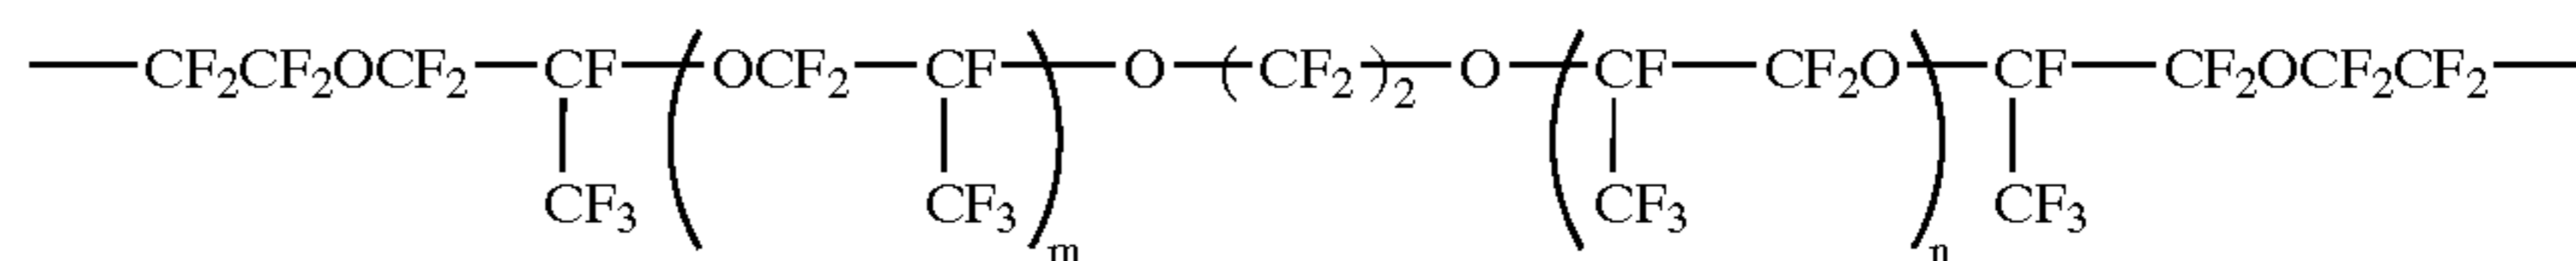 —CF₂CF₂OCF₂—CF—(OCF₂—CF)ₘ—O—(CF₂)₂—O—(CF—CF₂O)ₙ—CF—CF₂OCF₂CF₂—
CF₃ CF₃ CF₃ CF₃